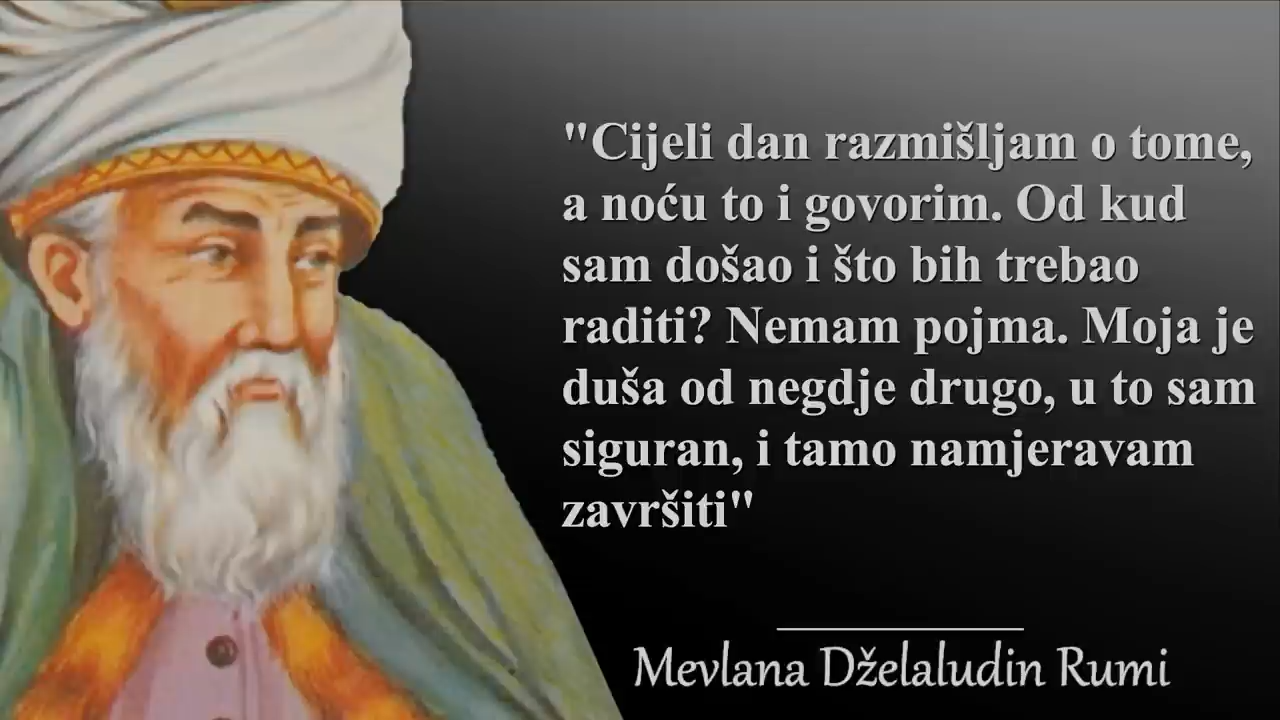 "Cijeli dan razmišljam o tome,
a noću to i govorim. Od kud
sam došao i što bih trebao
raditi? Nemam pojma. Moja je
duša od negdje drugo, u to sam
siguran, i tamo namjeravam
završiti"
Mevlana Dželaludin Rumi